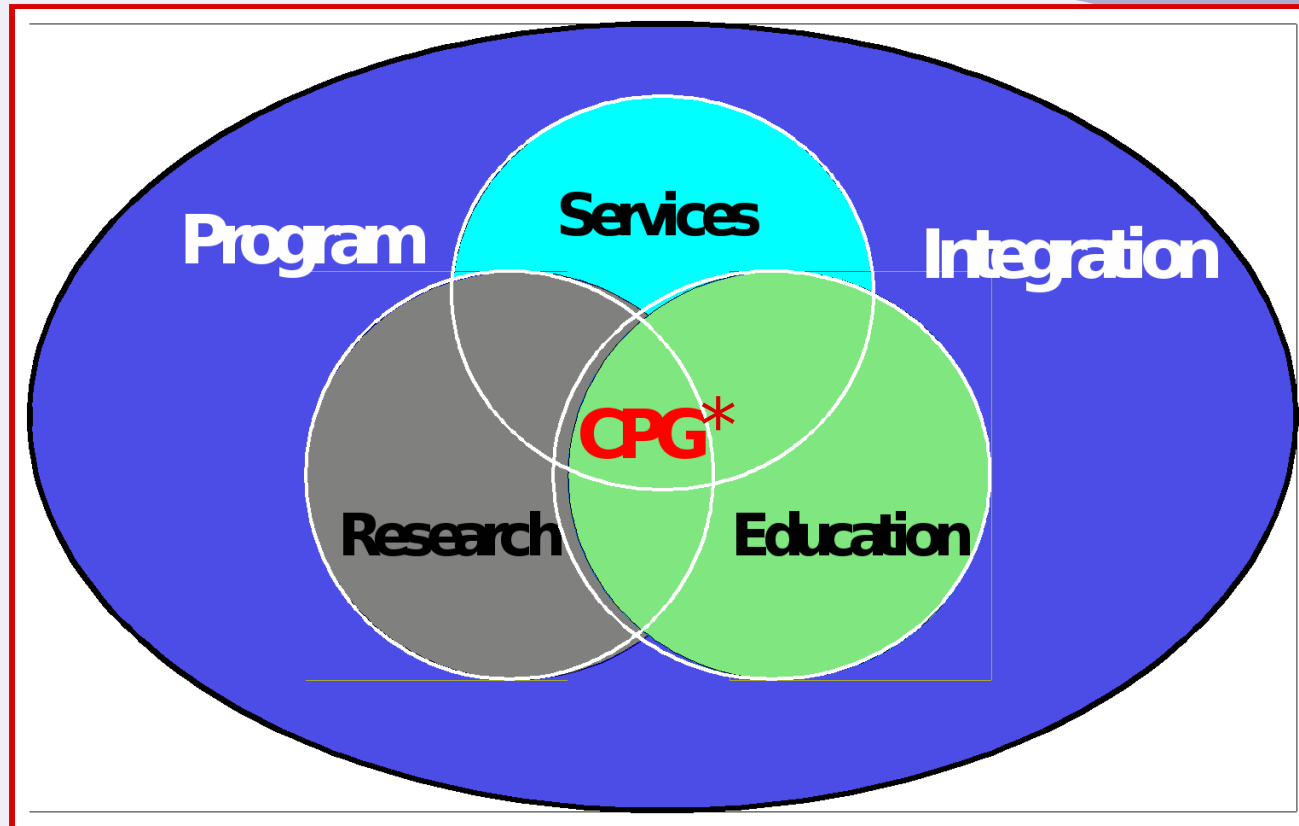 Services
Program
Integration
CPG*
Research
Education